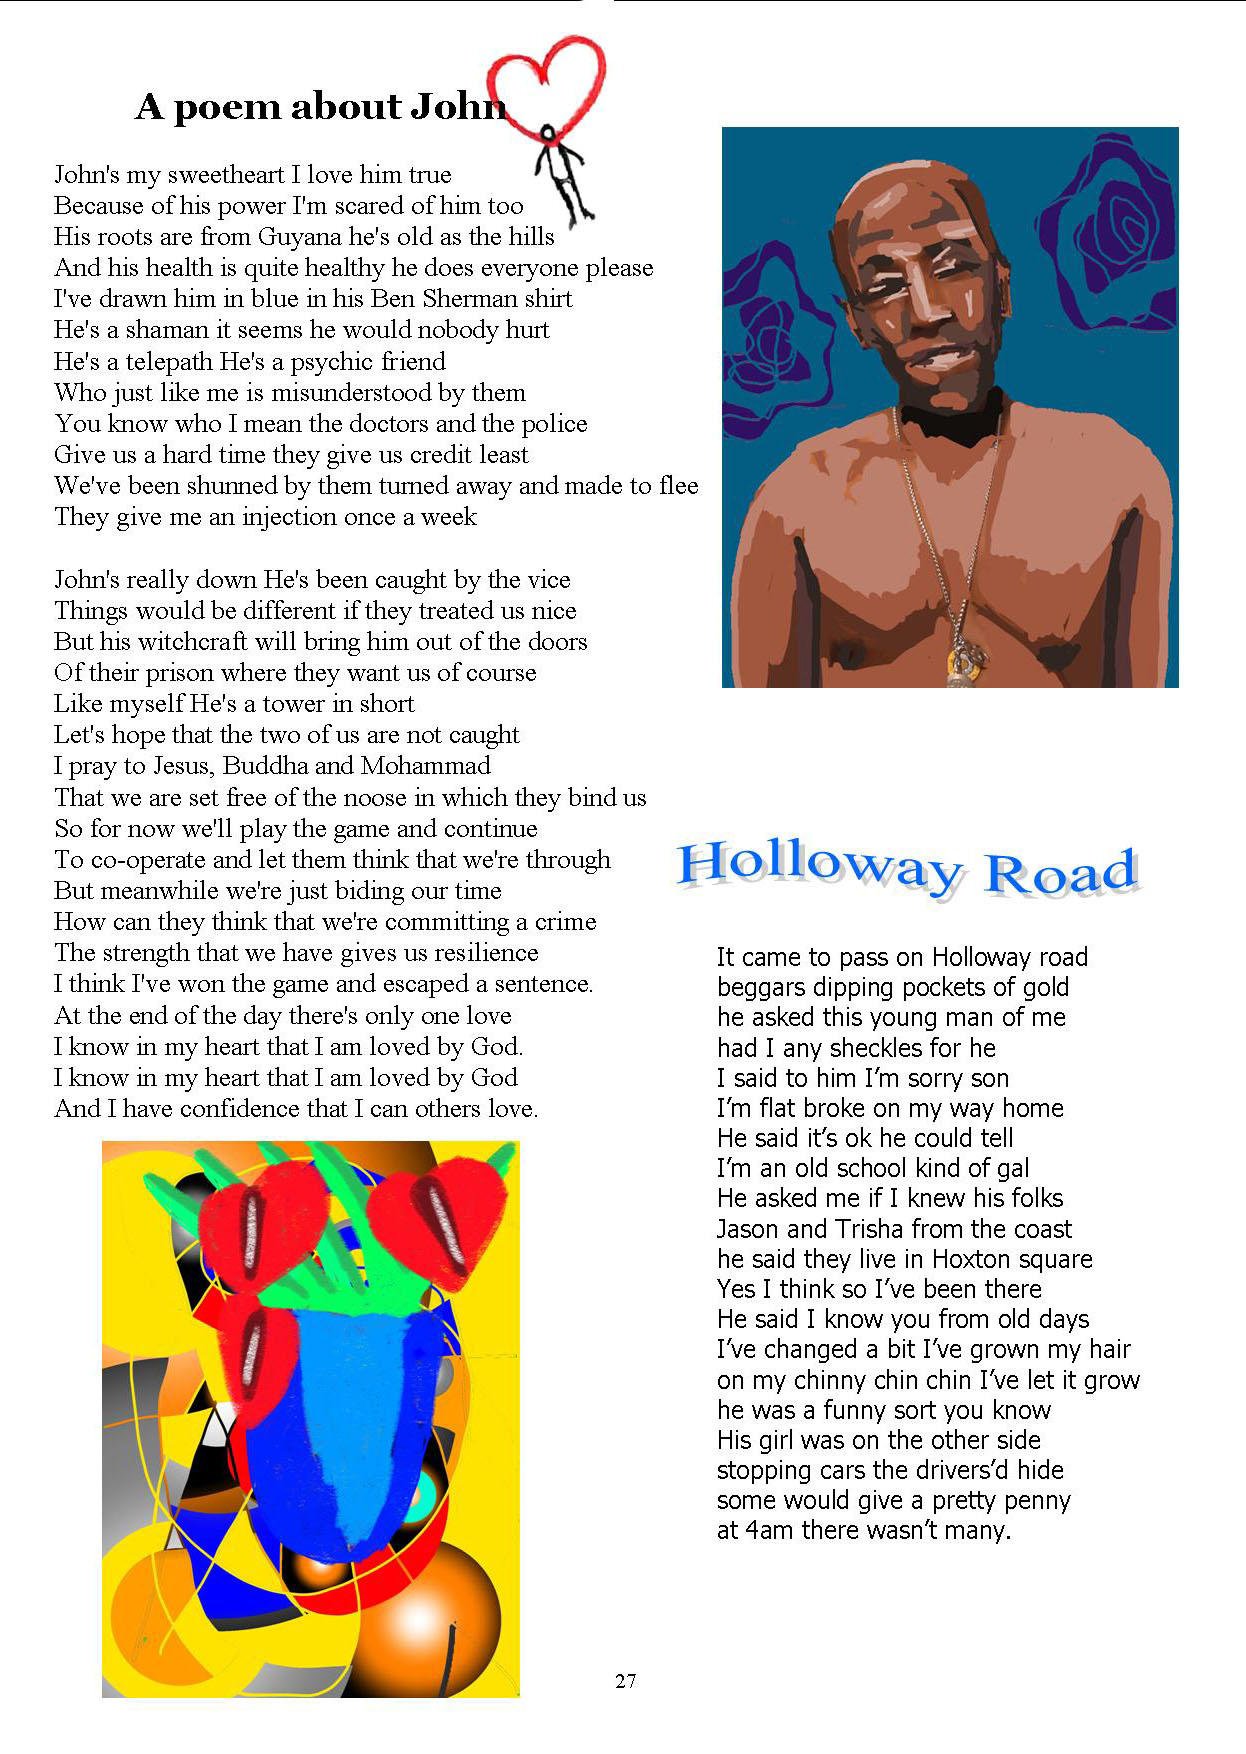 A poem about John
John's my sweetheart I love him true
Because of his power I'm scared of him too
His roots are from Guyana he's old as the hills
And his health is quite healthy he does everyone please
I've drawn him in blue in his Ben Sherman shirt
He's a shaman it seems he would nobody hurt
He's a telepath He's a psychic friend
Who just like me is misunderstood by them
You know who I mean the doctors and the police
Give us a hard time they give us credit least
We've been shunned by them turned away and made to flee
They give me an injection once a week

John's really down He's been caught by the vice
Things would be different if they treated us nice
But his witchcraft will bring him out of the doors
Of their prison where they want us of course
Like myself He's a tower in short
Let's hope that the two of us are not caught
I pray to Jesus, Buddha and Mohammad
That we are set free of the noose in which they bind us
So for now we'll play the game and continue
To co-operate and let them think that we're through
But meanwhile we're just biding our time
How can they think that we're committing a crime
The strength that we have gives us resilience
I think I've won the game and escaped a sentence.
At the end of the day there's only one love
I know in my heart that I am loved by God.
I know in my heart that I am loved by God
And I have confidence that I can others love.

Holloway Road
It came to pass on Holloway road
beggars dipping pockets of gold
he asked this young man of me
had I any sheckles for he
I said to him I’m sorry son
I’m flat broke on my way home
He said it’s ok he could tell
I’m an old school kind of gal
He asked me if I knew his folks
Jason and Trisha from the coast
he said they live in Hoxton square
Yes I think so I’ve been there
He said I know you from old days
I’ve changed a bit I’ve grown my hair
on my chinny chin chin I’ve let it grow
he was a funny sort you know
His girl was on the other side
stopping cars the drivers’d hide
some would give a pretty penny
at 4am there wasn’t many.
27